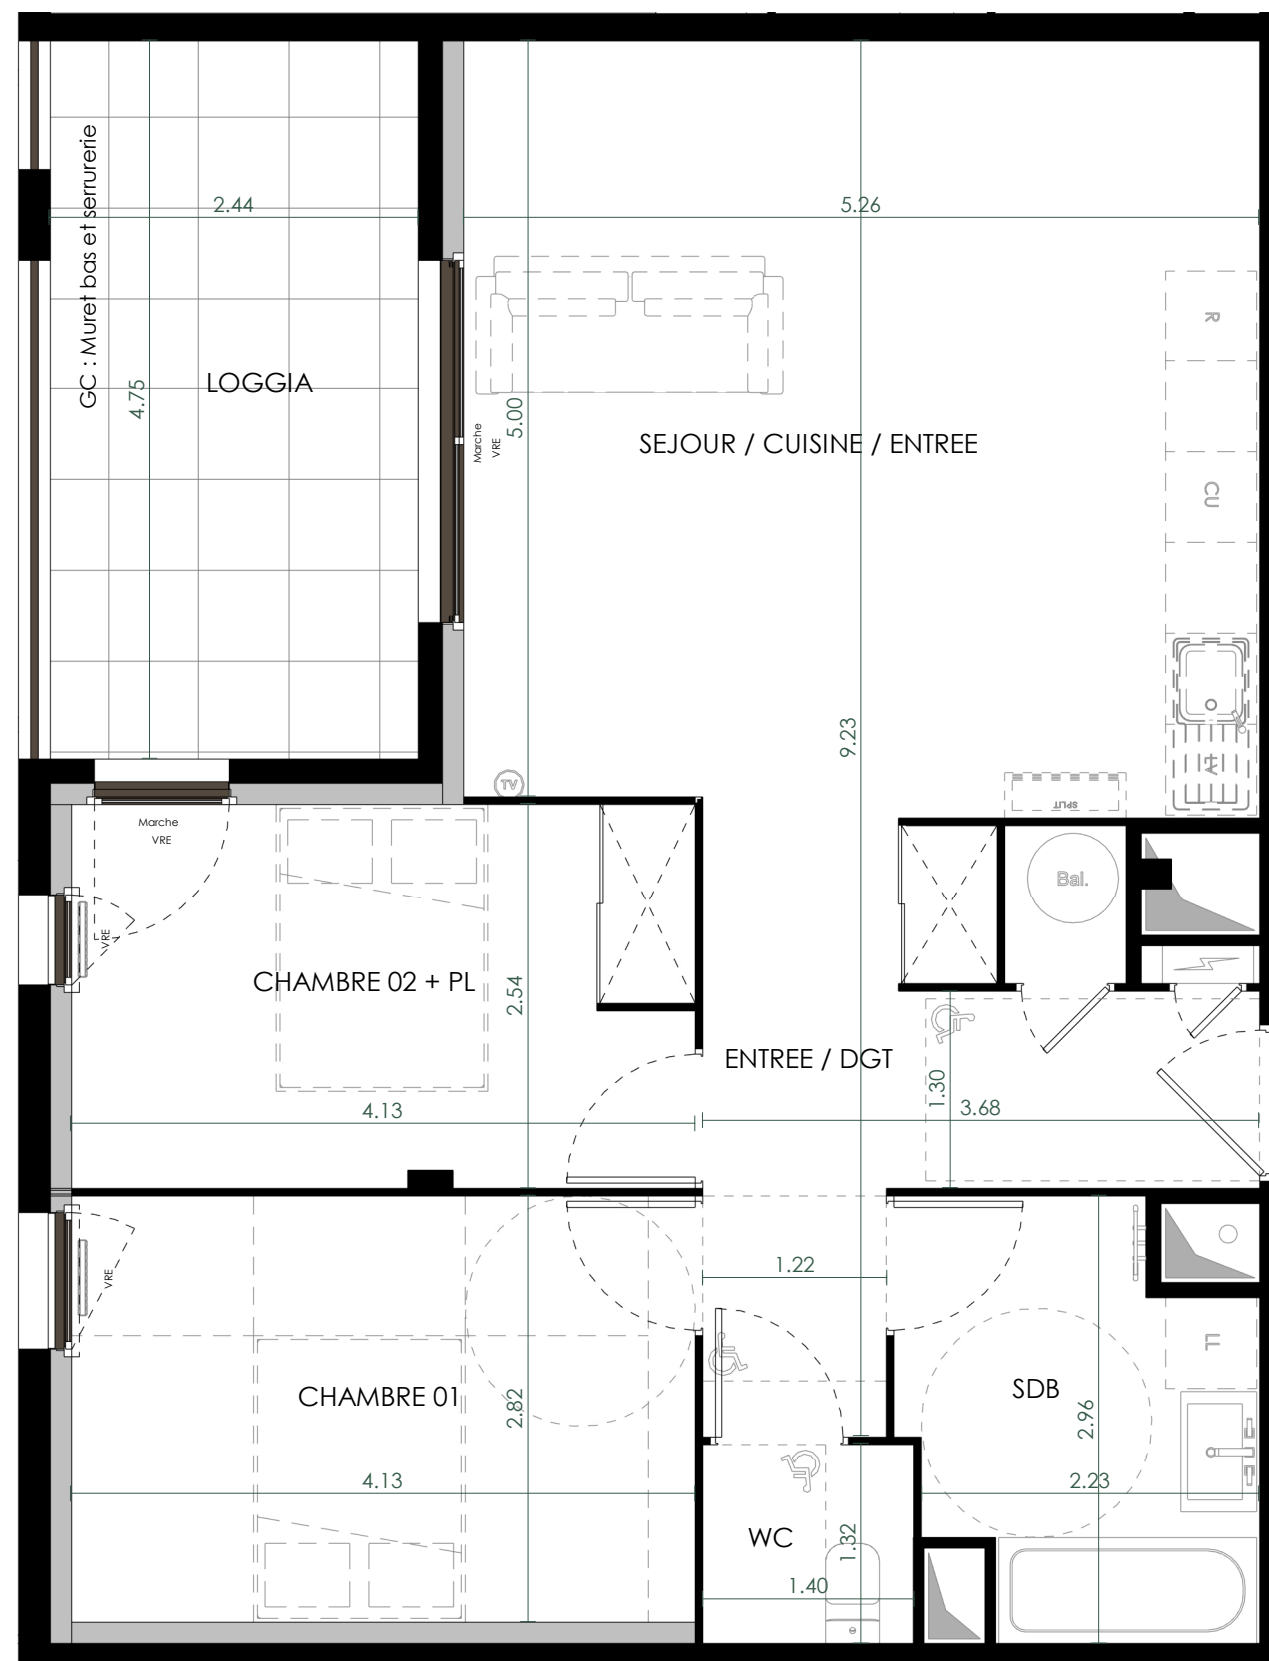 GC : Muret bas et serrurerie
2.44
5.26
LOGGIA
4.75
5.00
Marche
VRE
SEJOUR / CUISINE / ENTREE
R
CU
9.23
LV
TV
SPLIT
Marche
VRE
Bal.
VRE
CHAMBRE 02 + PL
2.54
ENTREE / DGT
1.30
4.13
3.68
1.22
VRE
LL
CHAMBRE 01
2.82
SDB
2.96
4.13
2.23
WC
1.32
1.40